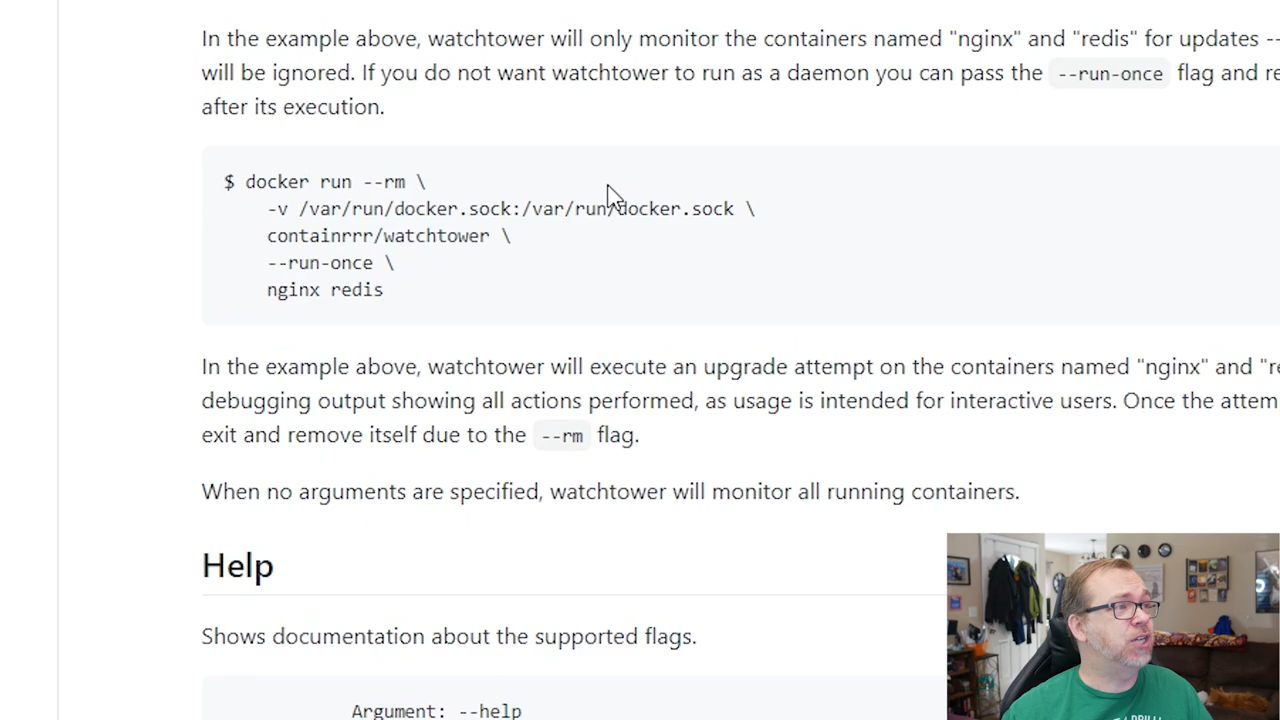 In the example above, watchtower will only monitor the containers named "nginx" and "redis" for updates --
will be ignored. If you do not want watchtower to run as a daemon you can pass the --run-once flag and re
after its execution.
$ docker run --rm \
-v /var/run/docker.sock:/var/run/docker.sock \
containrrr/watchtower \
--run-once \
nginx redis
In the example above, watchtower will execute an upgrade attempt on the containers named "nginx" and "re
debugging output showing all actions performed, as usage is intended for interactive users. Once the attem
exit and remove itself due to the --rm flag.
When no arguments are specified, watchtower will monitor all running containers.
Help
Shows documentation about the supported flags.
Argument: --help